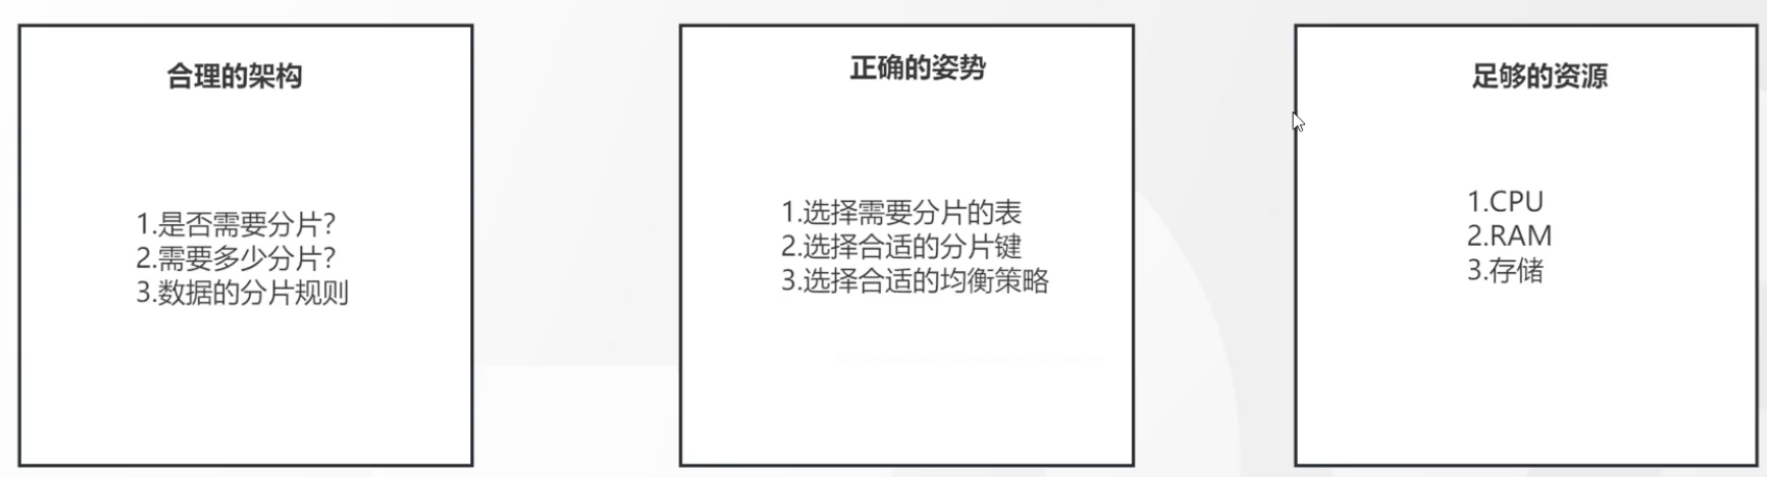 合理的架构
1.是否需要分片?
2.需要多少分片?
3.数据的分片规则
正确的姿势
1.选择需要分片的表
2.选择合适的分片键
3.选择合适的均衡策略
足够的资源
1.CPU
2.RAM
3.存储